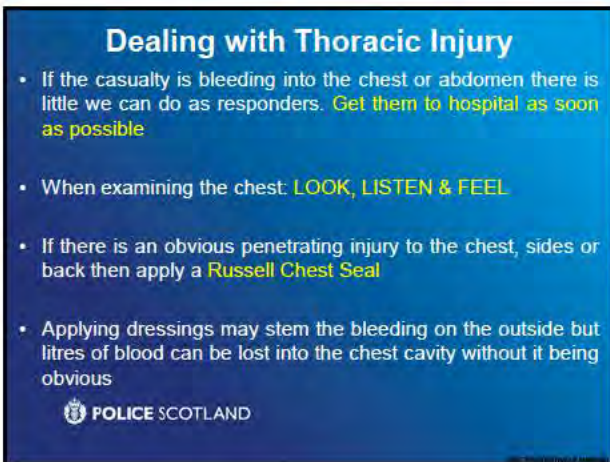 Dealing with Thoracic Injury
• If the casualty is bleeding into the chest or abdomen there is
little we can do as responders. Get them to hospital as soon
as possible
• When examining the chest: LOOK, LISTEN & FEEL
• If there is an obvious penetrating injury to the chest, sides or
back then apply a Russell Chest Seal
• Applying dressings may stem the bleeding on the outside but
litres of blood can be lost into the chest cavity without it being
obvious
POLICE SCOTLAND